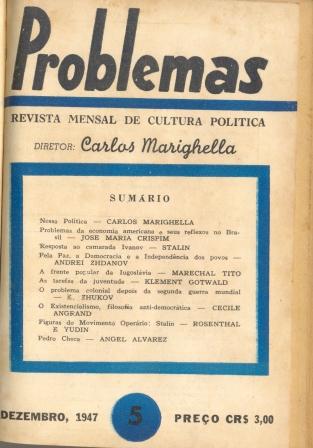 Problemas
REVISTA MENSAL DE CULTURA POLITICA
DIRETOR: Carlos Marighella
SUMÁRIO
Nossa Política — CARLOS MARIGHELLA
Problemas da economia americana e seus reflexos no Bra-
sil — JOSE MARIA CRISPIM
Resposta ao camarada Ivanov — STALIN
Pela Paz, a Democracia e a Independência dos povos —
ANDREI ZHDANOV
A frente popular da Iugoslávia — MARECHAL TITO
As tarefas da juventude — KLEMENT GOTWALD
O problema colonial depois da segunda guerra mundial
— E. ZHUKOV
O Existencialismo, filosofia anti-democrática — CECILE
ANGRAND
Figuras do Movimento Operário: Stalin — ROSENTHAL
E YUDIN
Pedro Checa — ANGEL ALVAREZ
DEZEMBRO, 1947 5 PREÇO CR$ 3,00